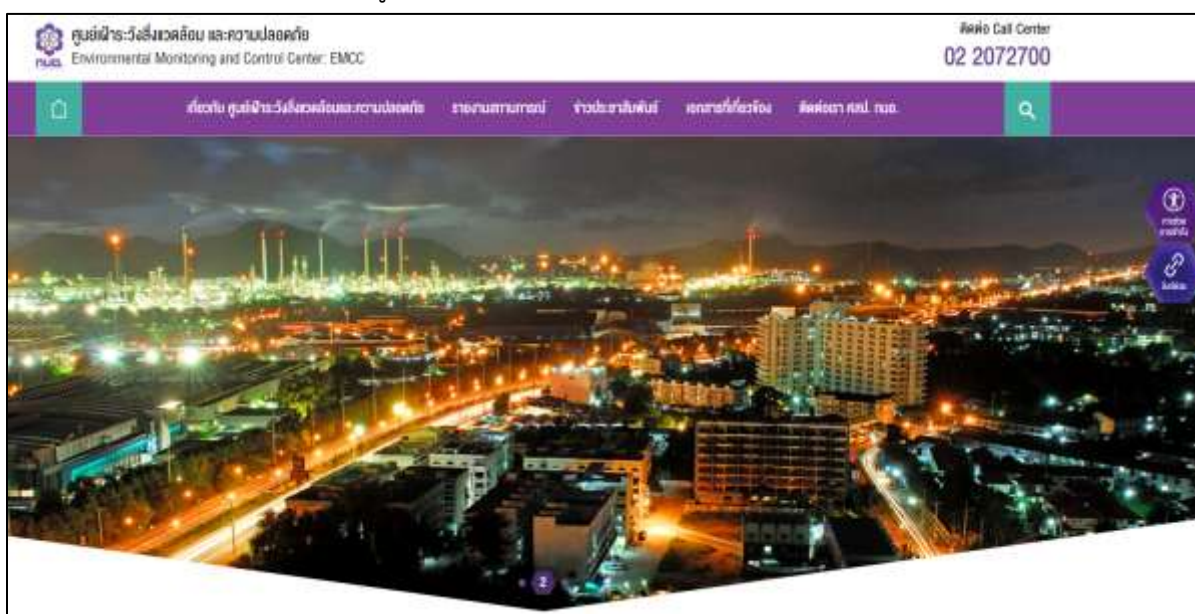 ศูนย์เฝ้าระวังสิ่งแวดล้อม และความปลอดภัย
Environmental Monitoring and Control Center: EMCC
กนอ.
ติดต่อ Call Center
02 2072700
เกี่ยวกับ ศูนย์เฝ้าระวังสิ่งแวดล้อมและความปลอดภัย รายงานสถานการณ์ ข่าวประชาสัมพันธ์ เอกสารที่เกี่ยวข้อง ติดต่อเรา ศสป. กนอ.
2